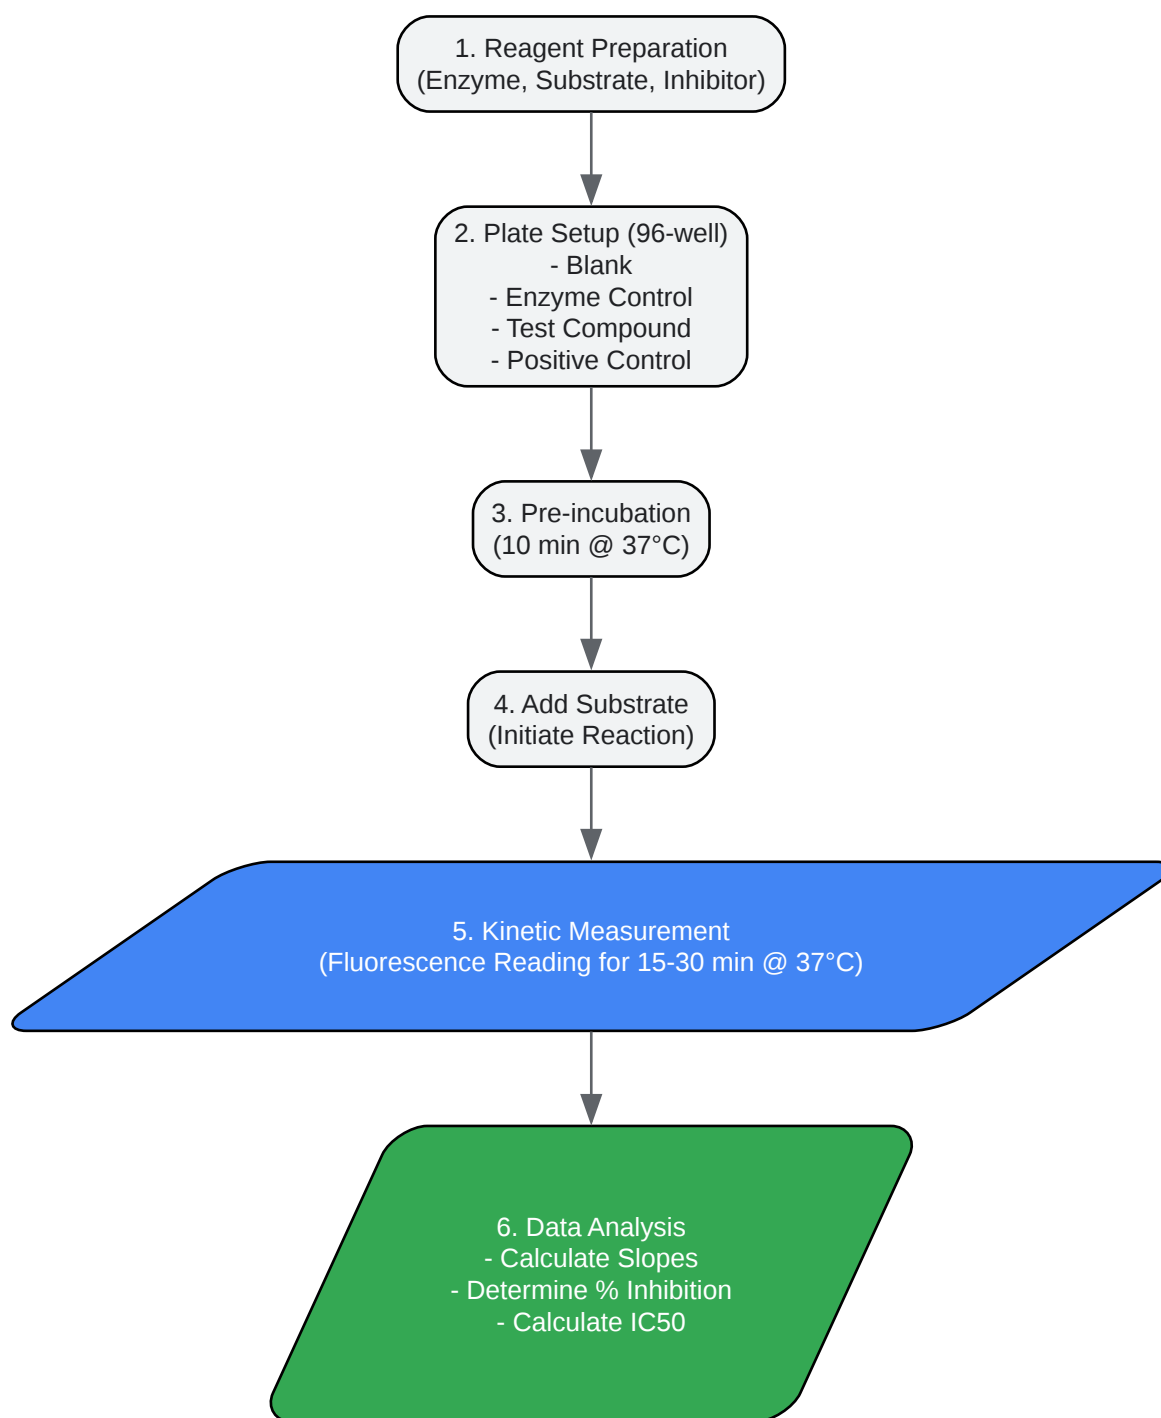 1. Reagent Preparation
(Enzyme, Substrate, Inhibitor)
2. Plate Setup (96-well)
- Blank
- Enzyme Control
- Test Compound
- Positive Control
3. Pre-incubation
(10 min @ 37°C)
4. Add Substrate
(Initiate Reaction)
5. Kinetic Measurement
(Fluorescence Reading for 15-30 min @ 37°C)
6. Data Analysis
- Calculate Slopes
- Determine % Inhibition
- Calculate IC50